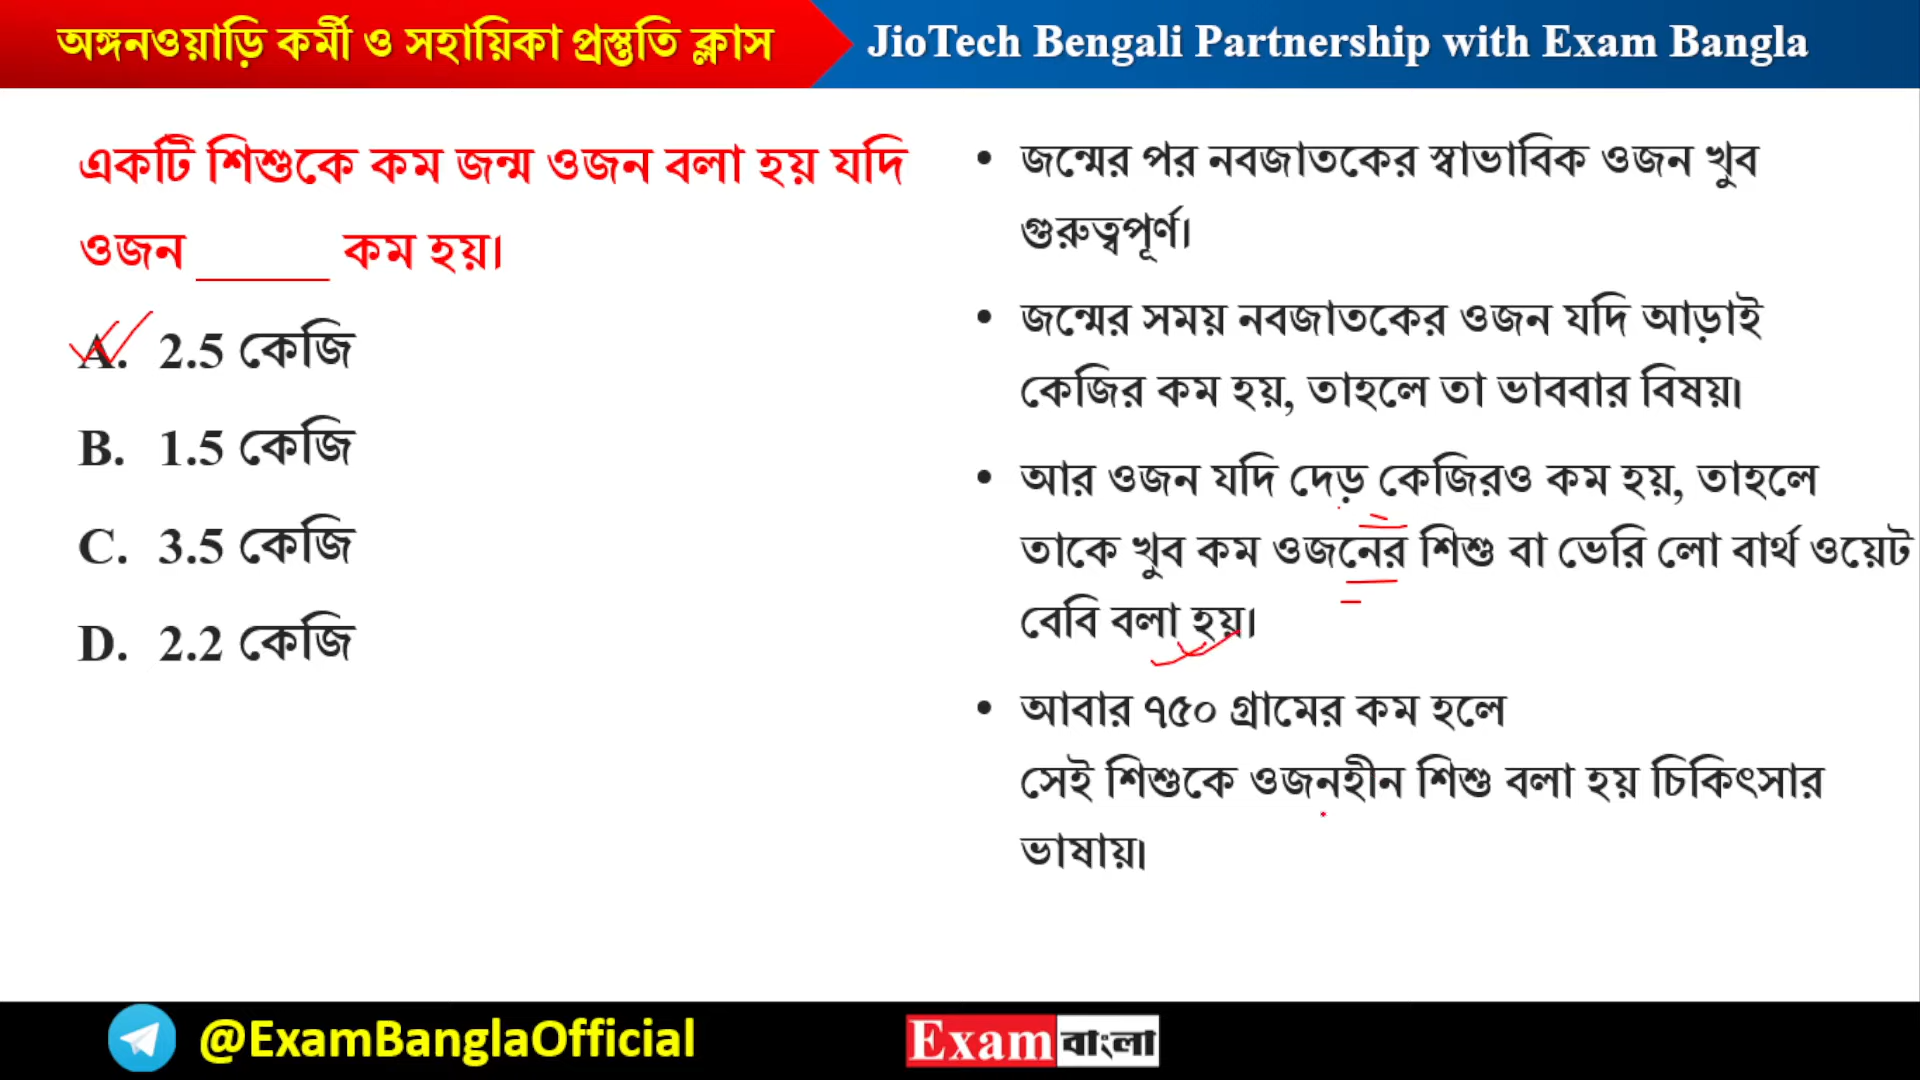 অঙ্গনওয়াড়ি কর্মী ও সহায়িকা প্রস্তুতি ক্লাস
JioTech Bengali Partnership with Exam Bangla
একটি শিশুকে কম জন্ম ওজন বলা হয় যদি
ওজন ______ কম হয়।
A. 2.5 কেজি
B. 1.5 কেজি
C. 3.5 কেজি
D. 2.2 কেজি
• জন্মের পর নবজাতকের স্বাভাবিক ওজন খুব
গুরুত্বপূর্ণ।
• জন্মের সময় নবজাতকের ওজন যদি আড়াই
কেজির কম হয়, তাহলে তা ভাববার বিষয়।
• আর ওজন যদি দেড় কেজিরও কম হয়, তাহলে
তাকে খুব কম ওজনের শিশু বা ভেরি লো বার্থ ওয়েট
বেবি বলা হয়।
• আবার ৭৫০ গ্রামের কম হলে
সেই শিশুকে ওজনহীন শিশু বলা হয় চিকিৎসার
ভাষায়।
@ExamBanglaOfficial
Exam বাংলা